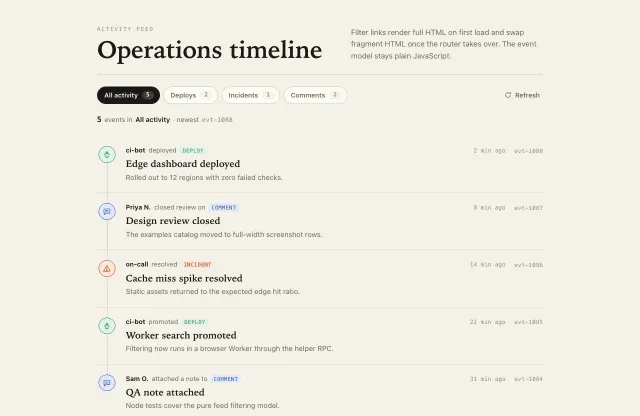 ACTIVITY FEED
Operations timeline
Filter links render full HTML on first load and swap
fragment HTML once the router takes over. The event
model stays plain JavaScript.
All activity 5 Deploys 2 Incidents 1 Comments 2 Refresh
5 events in All activity · newest evt-1088
ci-bot deployed DEPLOY 2 min ago evt-1088
Edge dashboard deployed
Rolled out to 12 regions with zero failed checks.
Priya N. closed review on COMMENT 8 min ago evt-1087
Design review closed
The examples catalog moved to full-width screenshot rows.
on-call resolved INCIDENT 14 min ago evt-1086
Cache miss spike resolved
Static assets returned to the expected edge hit ratio.
ci-bot promoted DEPLOY 22 min ago evt-1085
Worker search promoted
Filtering now runs in a browser Worker through the helper RPC.
Sam O. attached a note to COMMENT 31 min ago evt-1084
QA note attached
Node tests cover the pure feed filtering model.